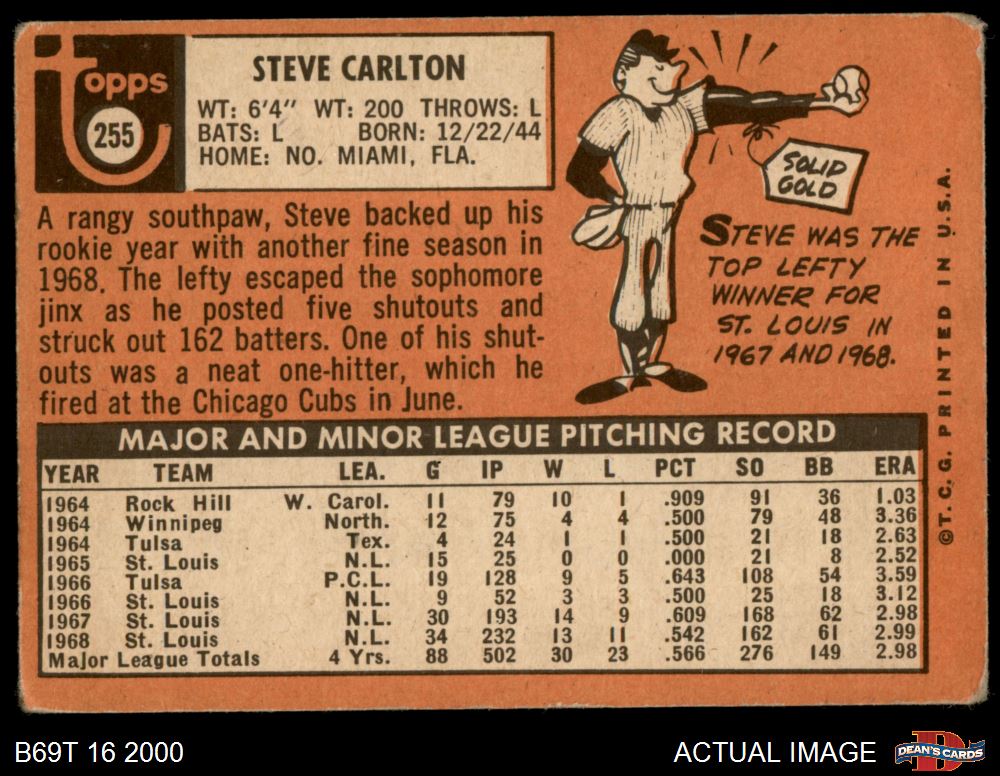 topps
255
STEVE CARLTON
WT: 6'4" WT: 200 THROWS: L
BATS: L BORN: 12/22/44
HOME: NO. MIAMI, FLA.
SOLID
GOLD
A rangy southpaw, Steve backed up his
rookie year with another fine season in
1968. The lefty escaped the sophomore
jinx as he posted five shutouts and
struck out 162 batters. One of his shut-
outs was a neat one-hitter, which he
fired at the Chicago Cubs in June.
STEVE WAS THE
TOP LEFTY
WINNER FOR
ST. LOUIS IN
1967 AND 1968.
MAJOR AND MINOR LEAGUE PITCHING RECORD
YEAR TEAM LEA. G IP W L PCT SO BB ERA
1964 Rock Hill W. Carol. 11 79 10 1 .909 91 36 1.03
1964 Winnipeg North. 12 75 4 4 .500 79 48 3.36
1964 Tulsa Tex. 4 24 1 1 .500 21 18 2.63
1965 St. Louis N.L. 15 25 0 0 .000 21 8 2.52
1966 Tulsa P.C.L. 19 128 9 5 .643 108 54 3.59
1966 St. Louis N.L. 9 52 3 3 .500 25 18 3.12
1967 St. Louis N.L. 30 193 14 9 .609 168 62 2.98
1968 St. Louis N.L. 34 232 13 11 .542 162 61 2.99
Major League Totals 4 Yrs. 88 502 30 23 .566 276 149 2.98
©T. C. G. PRINTED IN U.S.A.
B69T 16 2000
ACTUAL IMAGE
DEAN'S CARDS